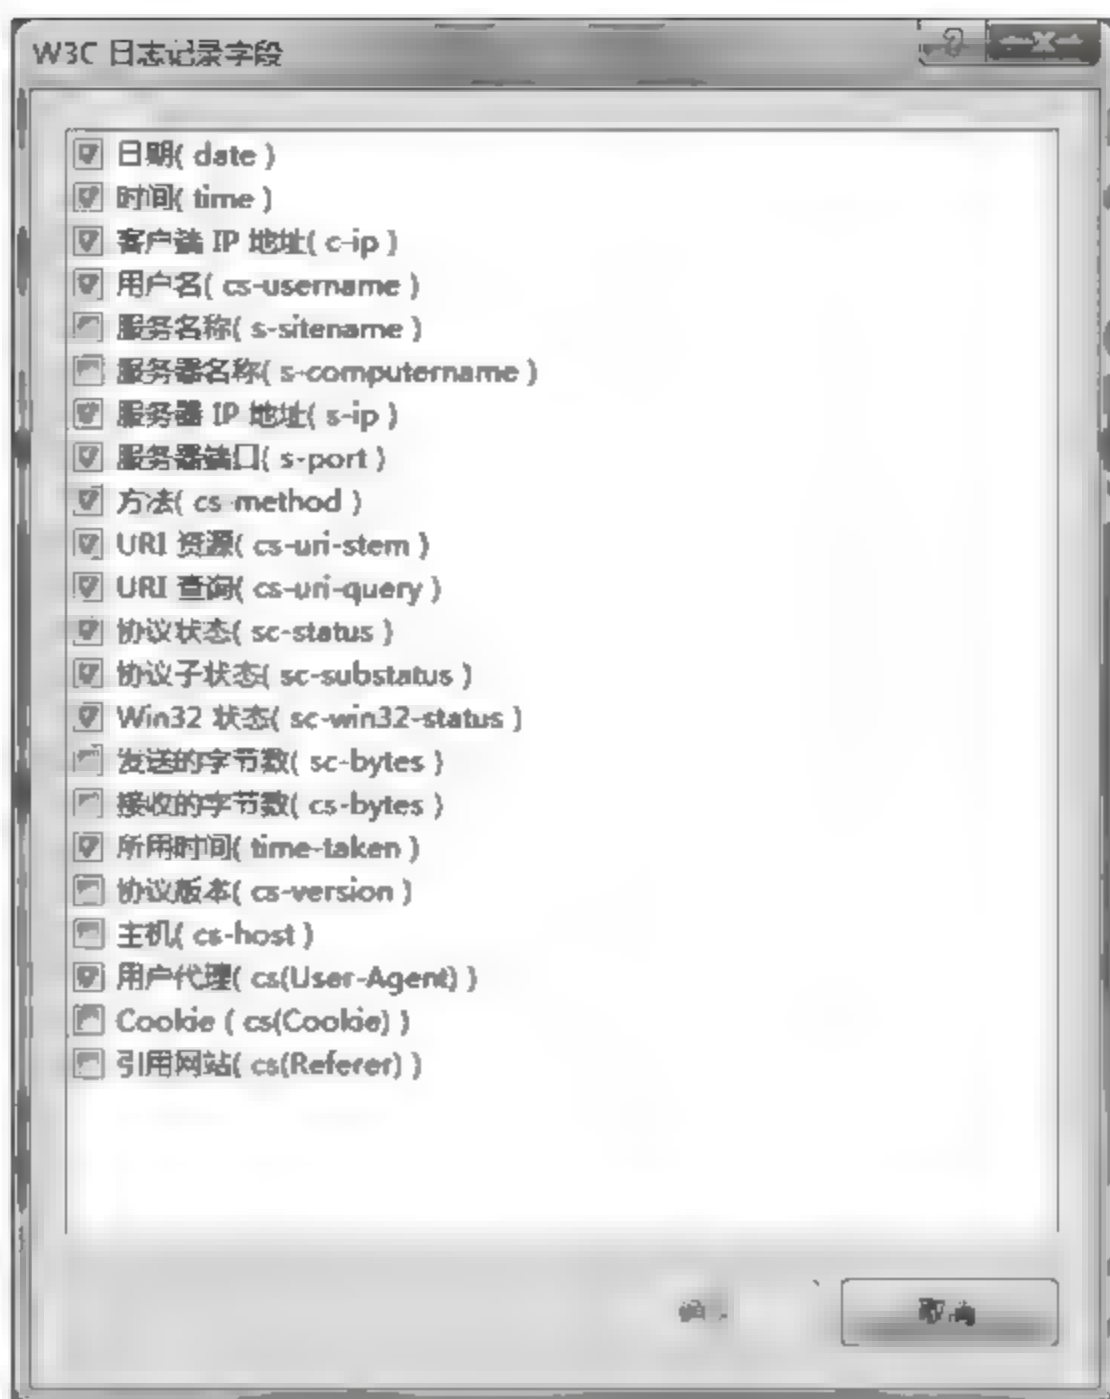 W3C 日志记录字段
日期( date )
时间( time )
客户端 IP 地址( c-ip )
用户名( cs-username )
服务名称( s-sitename )
服务器名称( s-computername )
服务器 IP 地址( s-ip )
服务器端口( s-port )
方法( cs-method )
URI 资源( cs-uri-stem )
URI 查询( cs-uri-query )
协议状态( sc-status )
协议子状态( sc-substatus )
Win32 状态( sc-win32-status )
发送的字节数( sc-bytes )
接收的字节数( cs-bytes )
所用时间( time-taken )
协议版本( cs-version )
主机( cs-host )
用户代理( cs(User-Agent) )
Cookie ( cs(Cookie) )
引用网站( cs(Referer) )